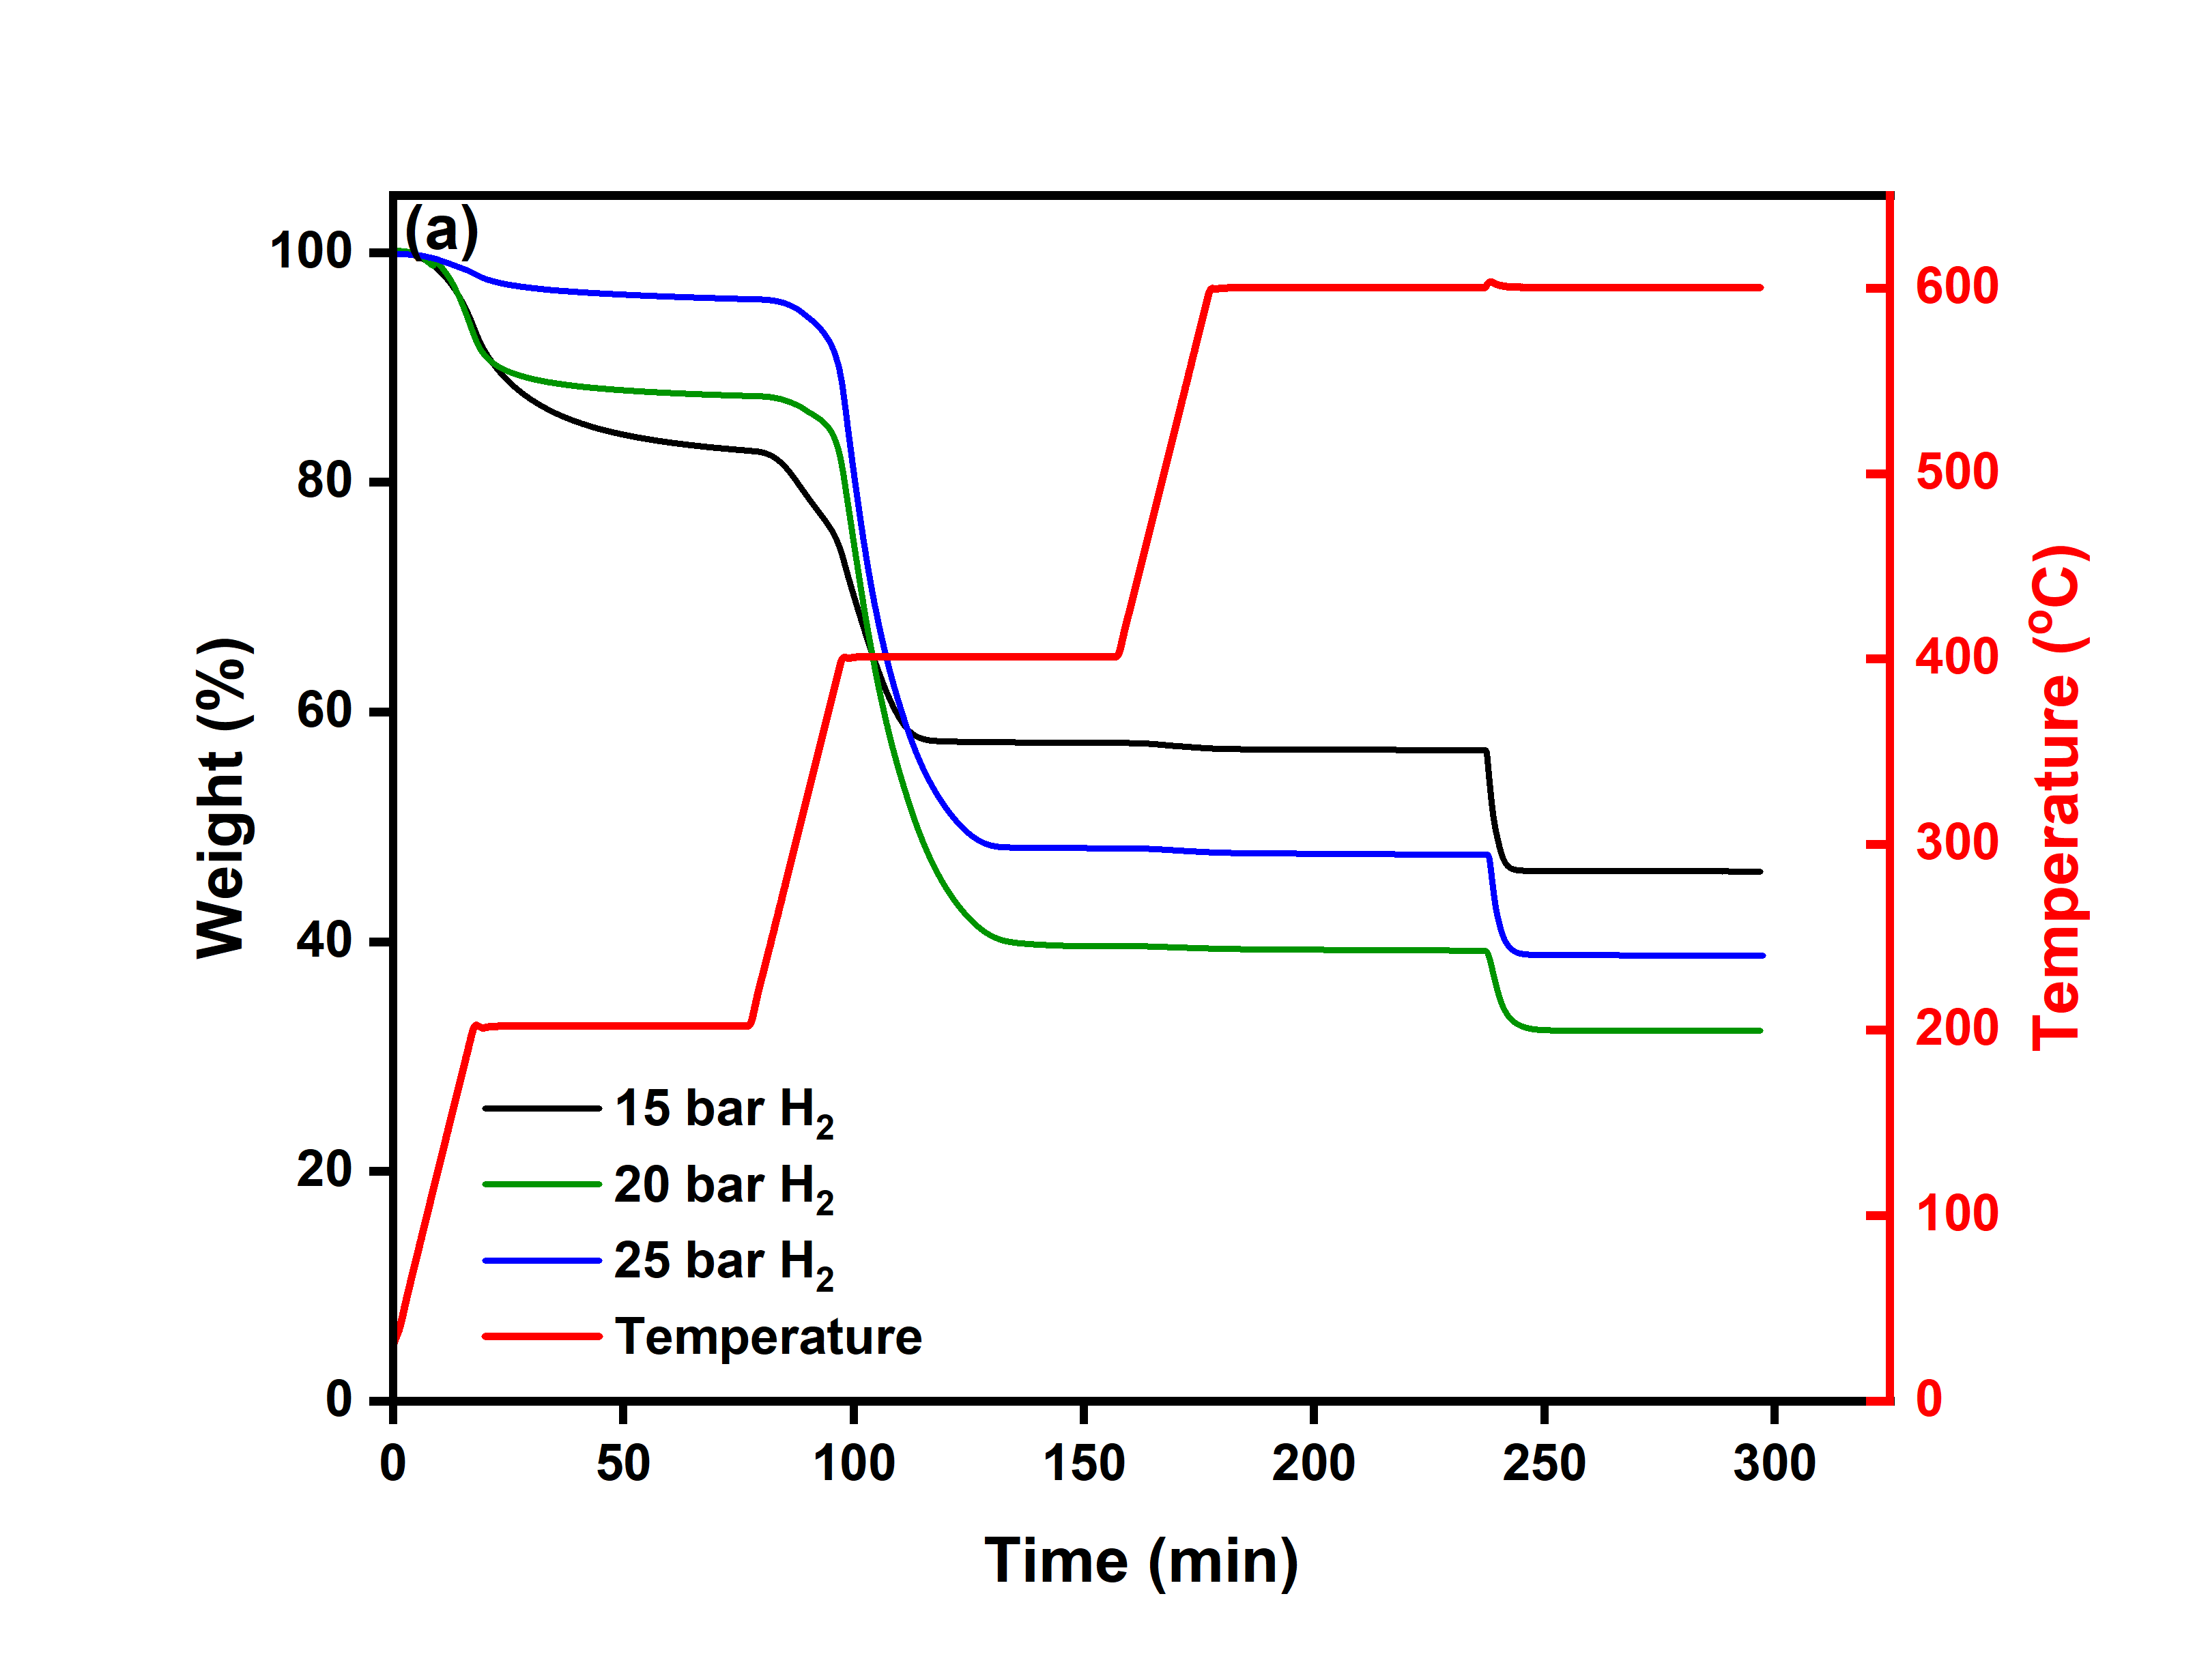 (a)
100
80
60
40
20
0
Weight (%)
600
500
400
300
200
100
0
Temperature (°C)
15 bar H₂
20 bar H₂
25 bar H₂
Temperature
0 50 100 150 200 250 300
Time (min)